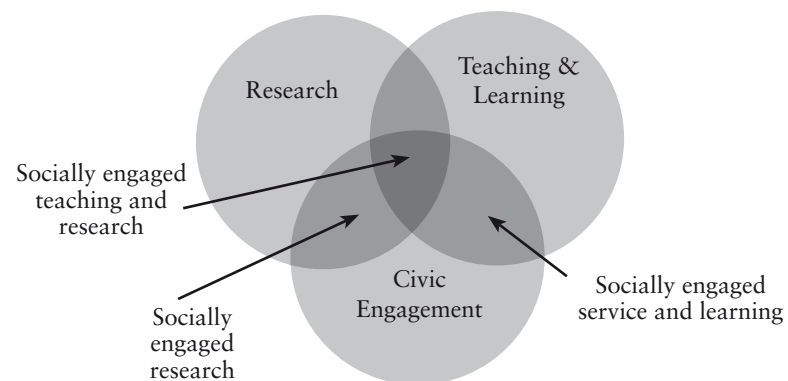 Research
Teaching &
Learning
Socially engaged
teaching and
research
Civic
Engagement
Socially engaged
service and learning
Socially
engaged
research